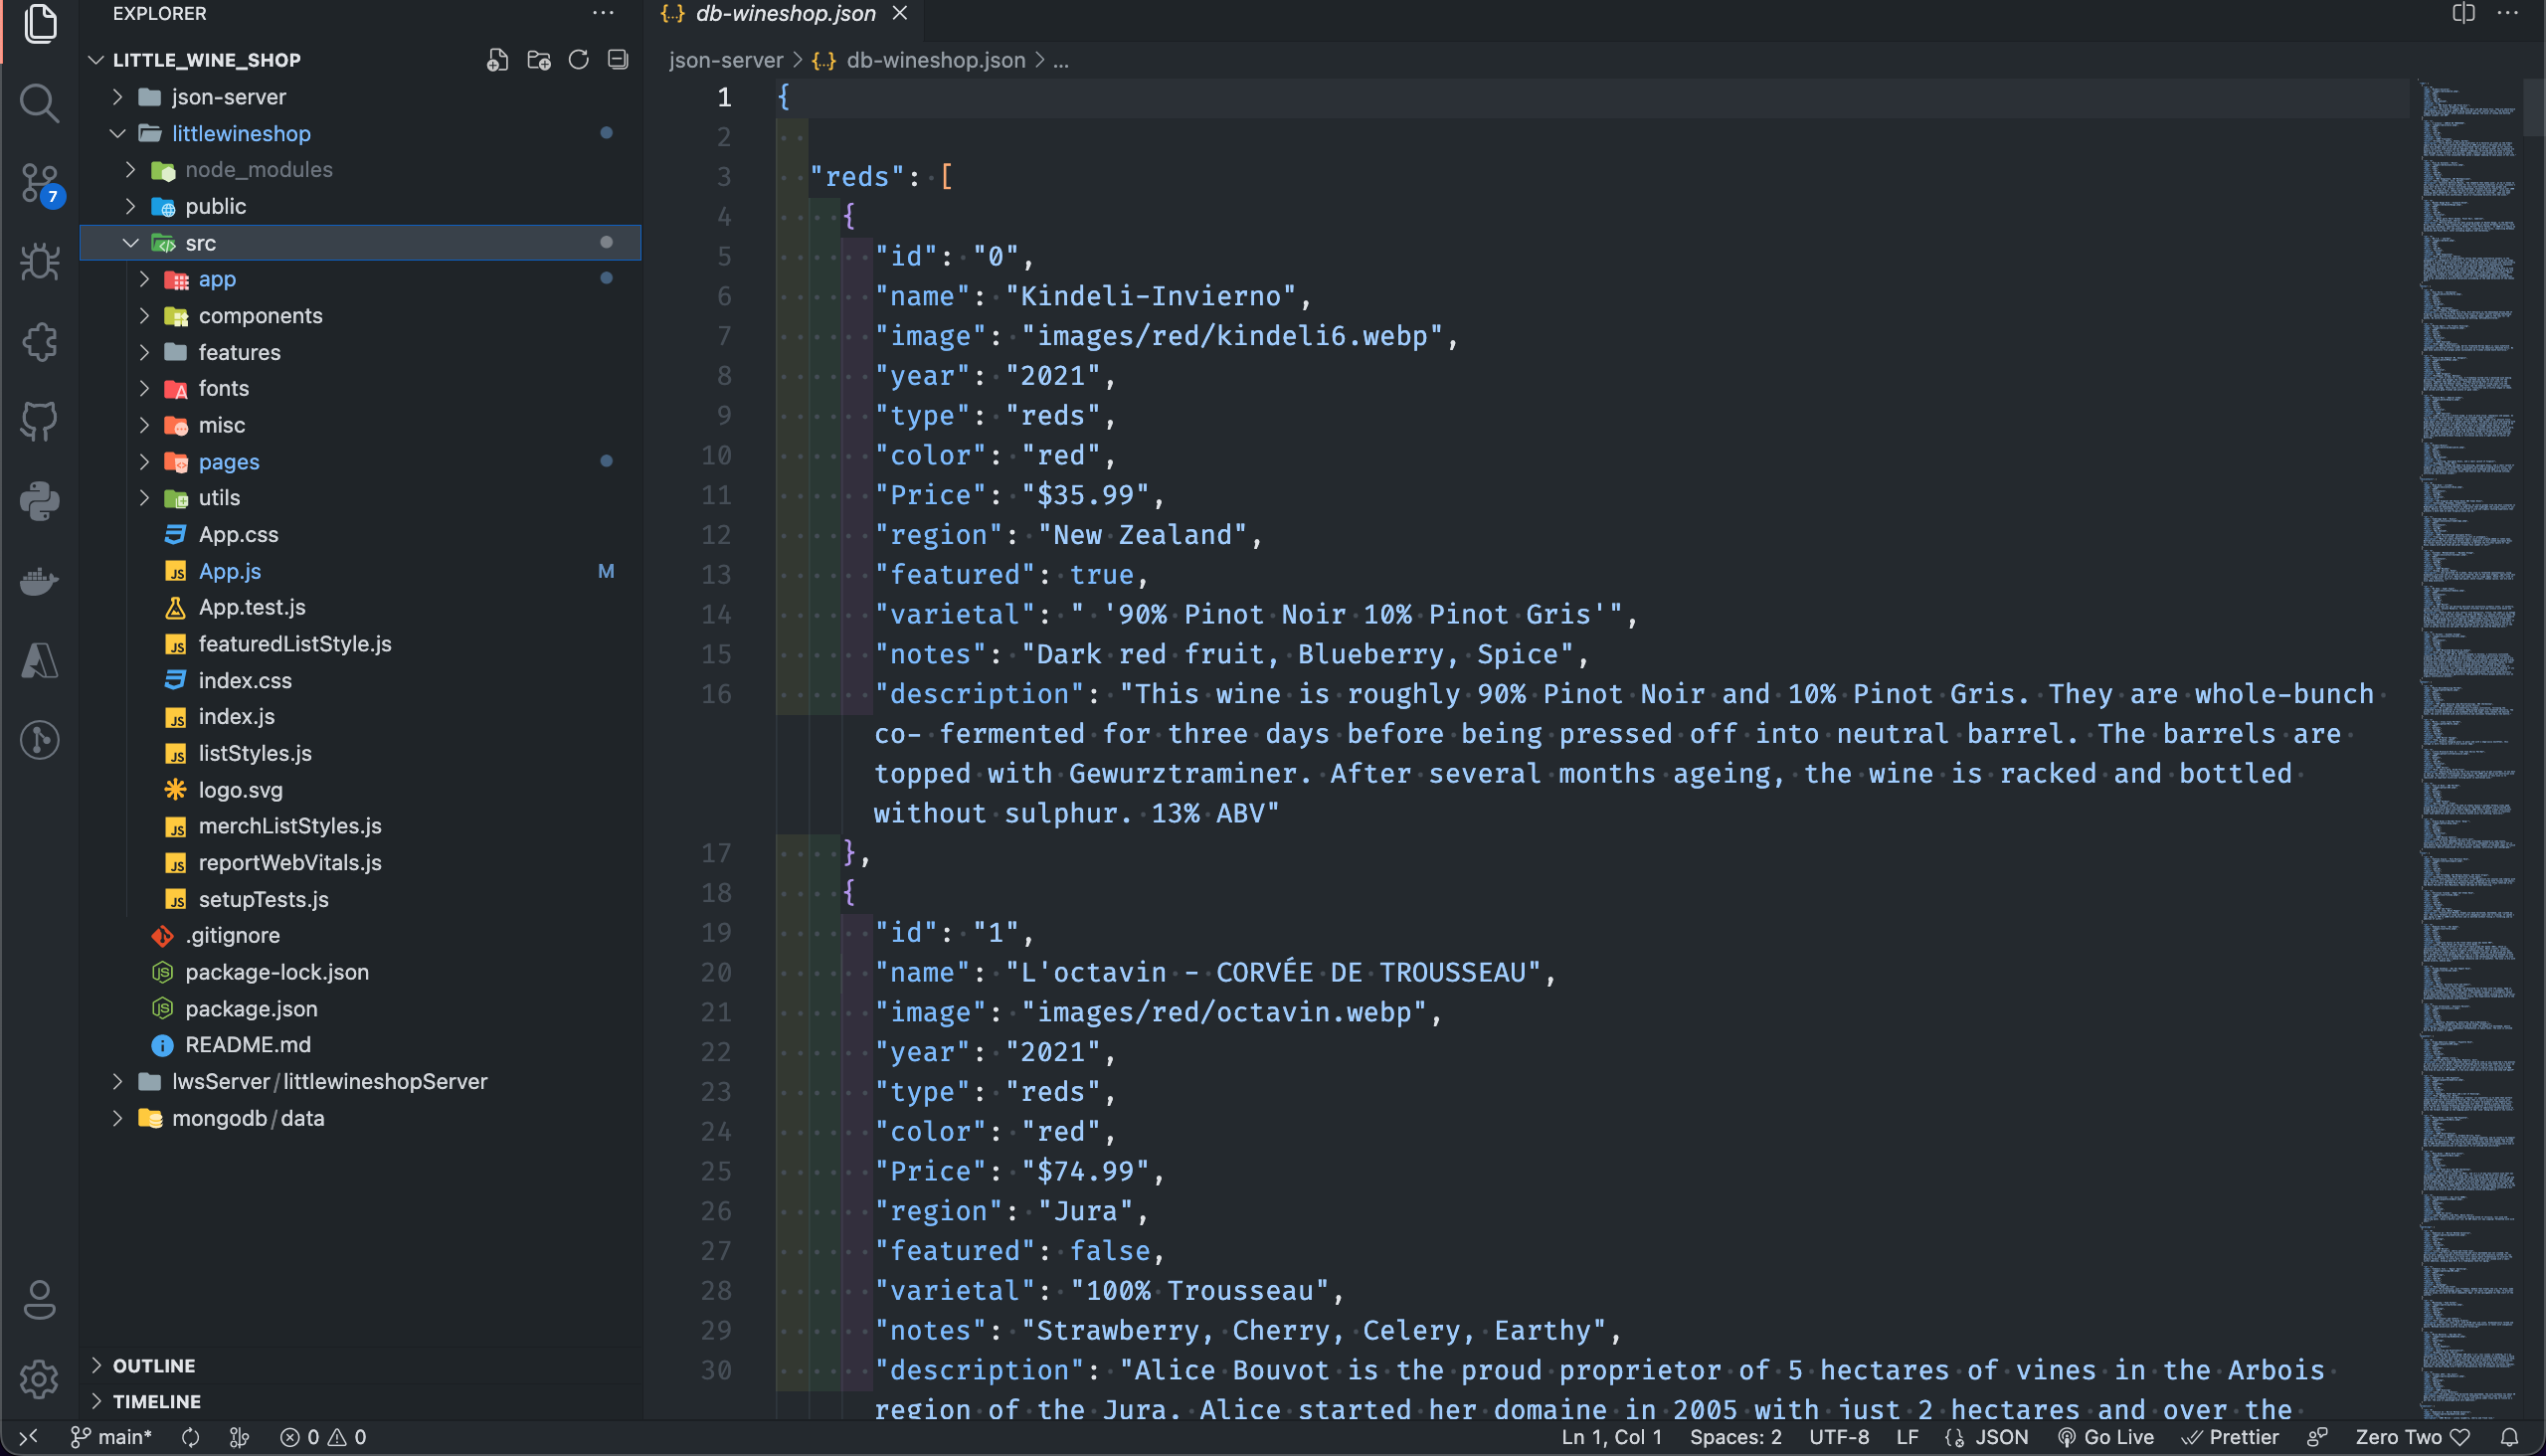 EXPLORER
LITTLE_WINE_SHOP
json-server
littlewineshop
node_modules
public
src
app
components
features
fonts
misc
pages
utils
App.css
App.js M
App.test.js
featuredListStyle.js
index.css
index.js
listStyles.js
logo.svg
merchListStyles.js
reportWebVitals.js
setupTests.js
.gitignore
package-lock.json
package.json
README.md
lwsServer/littlewineshopServer
mongodb/data
OUTLINE
TIMELINE
7
{..} db-wineshop.json
json-server > {..} db-wineshop.json > ...
1 {
2
3 "reds": [
4 {
5 "id": "0",
6 "name": "Kindeli-Invierno",
7 "image": "images/red/kindeli6.webp",
8 "year": "2021",
9 "type": "reds",
10 "color": "red",
11 "Price": "$35.99",
12 "region": "New Zealand",
13 "featured": true,
14 "varietal": " '90% Pinot Noir 10% Pinot Gris'",
15 "notes": "Dark red fruit, Blueberry, Spice",
16 "description": "This wine is roughly 90% Pinot Noir and 10% Pinot Gris. They are whole-bunch
co- fermented for three days before being pressed off into neutral barrel. The barrels are
topped with Gewurztraminer. After several months ageing, the wine is racked and bottled
without sulphur. 13% ABV"
17 },
18 {
19 "id": "1",
20 "name": "L'octavin - CORVÉE DE TROUSSEAU",
21 "image": "images/red/octavin.webp",
22 "year": "2021",
23 "type": "reds",
24 "color": "red",
25 "Price": "$74.99",
26 "region": "Jura",
27 "featured": false,
28 "varietal": "100% Trousseau",
29 "notes": "Strawberry, Cherry, Celery, Earthy",
30 "description": "Alice Bouvot is the proud proprietor of 5 hectares of vines in the Arbois
region of the Jura. Alice started her domaine in 2005 with just 2 hectares and over the
main* 0 0 Ln 1, Col 1 Spaces: 2 UTF-8 LF JSON Go Live Prettier Zero Two